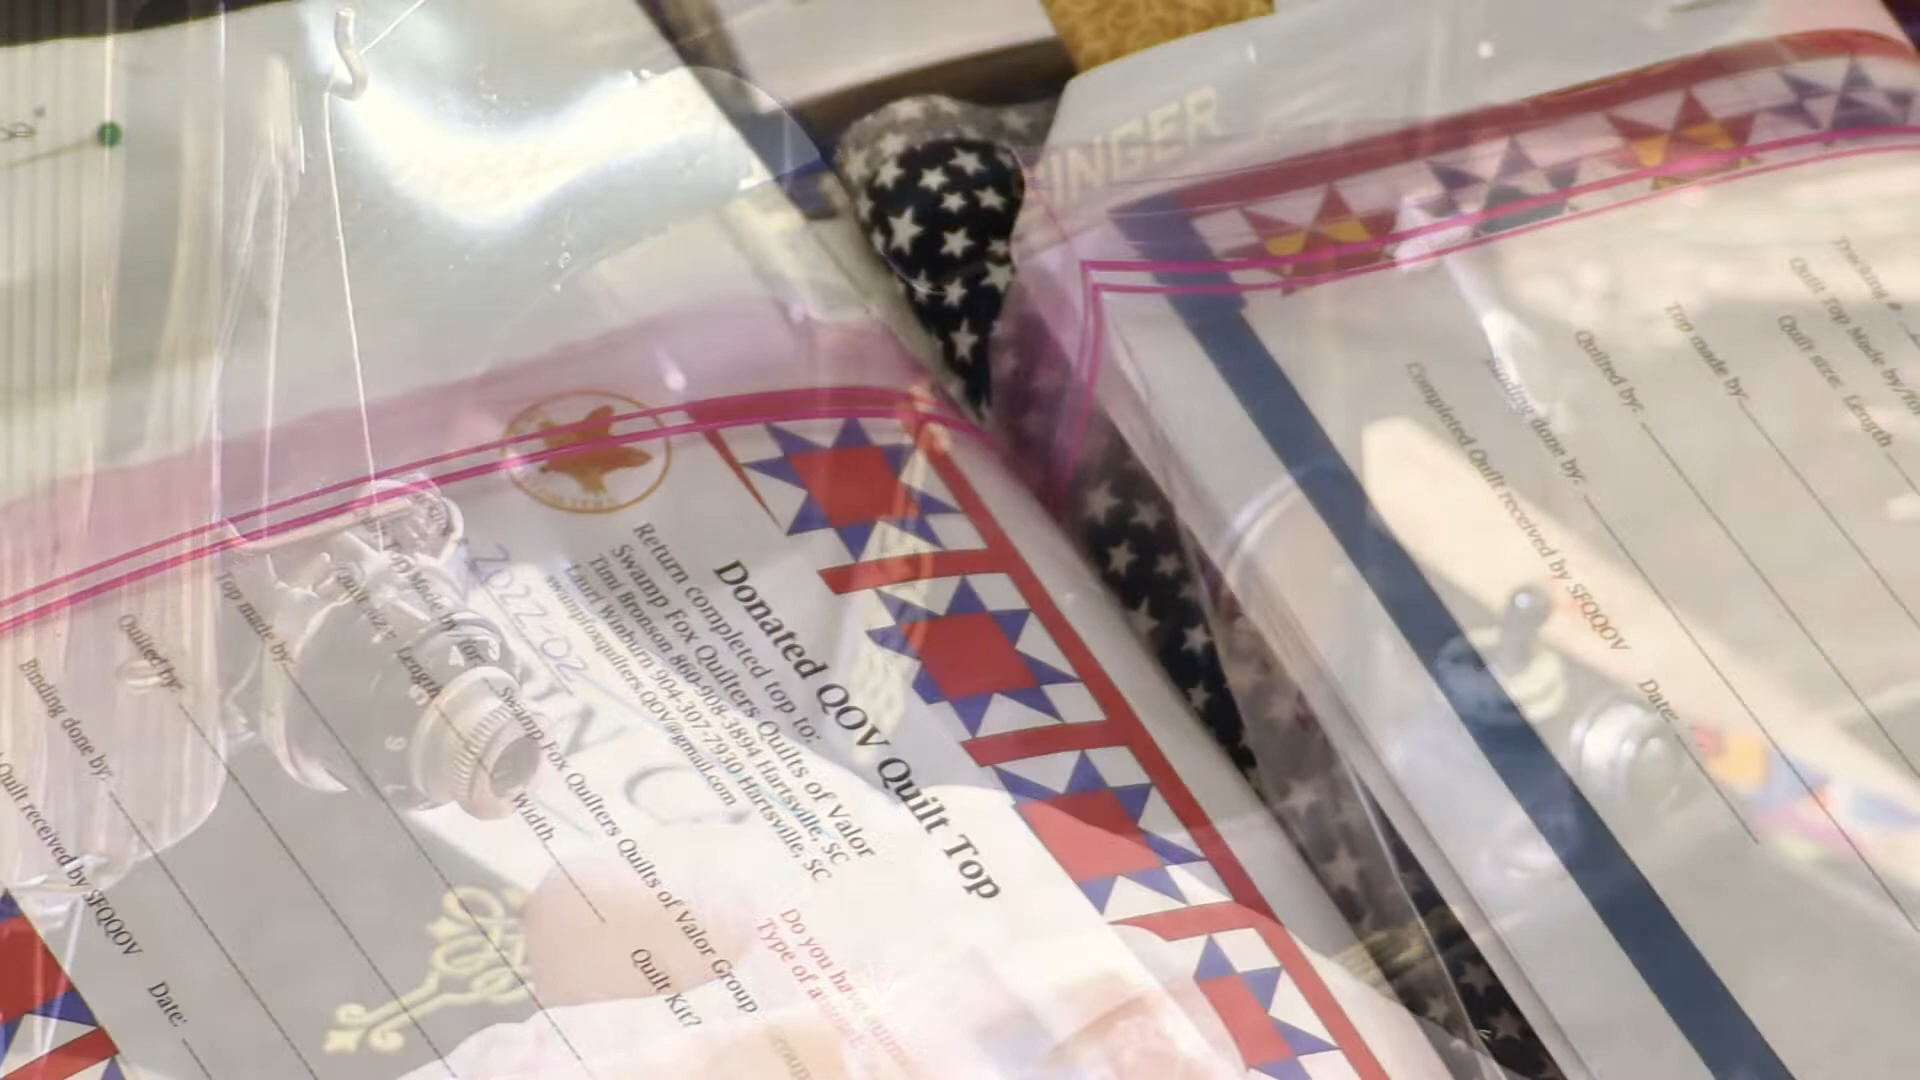 SINGER
Donated QOV Quilt Top
Return completed top to:
Swamp Fox Quilters Quilts of Valor
Timi Bronson 860-908-3894 Hartsville, SC
Lauri Winburn 904-307-7930 Hartsville, SC
swampfoxquilters.QOV@gmail.com
2022 02
Do you have
Type of a
Swamp Fox Quilters Quilts of Valor Group
Quilt Kit?
Quilt Top Made by/for
Quilt size: Length
Width
Top made by:
Quilted by:
Binding done by:
Quilt received by SFQQOV
Date:
Tracking #
Quilt Top Made by/for
Quilt size: Length
Top made by:
Quilted by:
Binding done by:
Completed Quilt received by SFQQOV
Date: